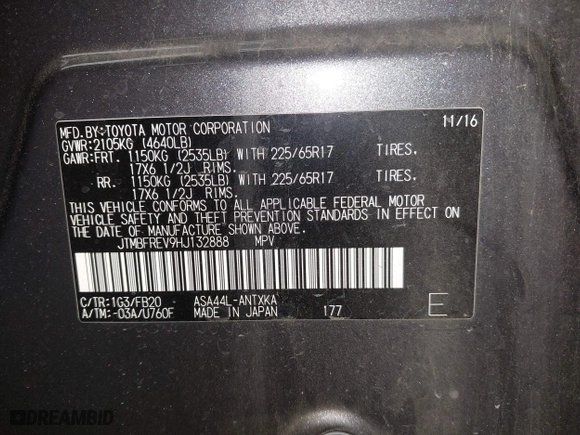 MFD.BY:TOYOTA MOTOR CORPORATION 11/16
GVWR:2105KG (4640LB)
GAWR:FRT. 1150KG (2535LB) WITH 225/65R17 TIRES.
17X6 1/2J RIMS.
RR. 1150KG (2535LB) WITH 225/65R17 TIRES.
17X6 1/2J RIMS.
THIS VEHICLE CONFORMS TO ALL APPLICABLE FEDERAL MOTOR
VEHICLE SAFETY AND THEFT PREVENTION STANDARDS IN EFFECT ON
THE DATE OF MANUFACTURE SHOWN ABOVE.
JTMBFREV9HJ132888 MPV
C/TR:1G3/FB20 ASA44L-ANTXKA
A/TM:-03A/U760F MADE IN JAPAN 177 E
DREAMBID